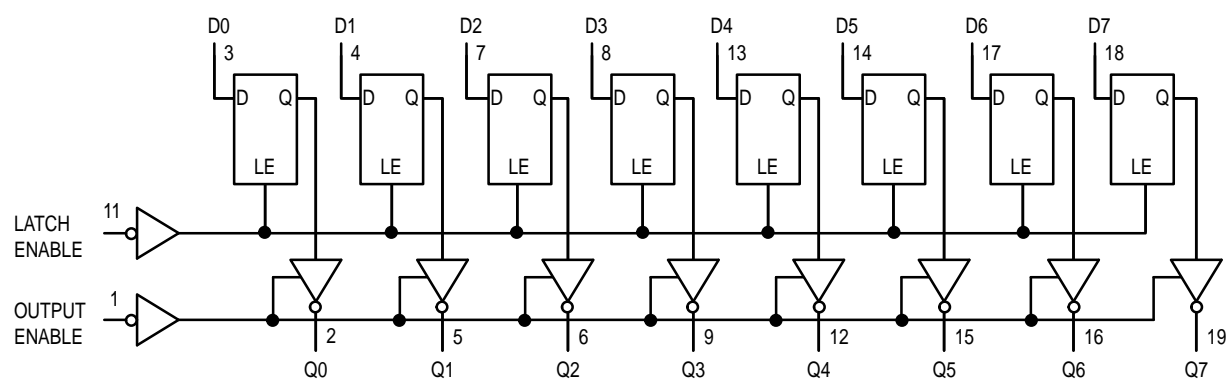 D0 D1 D2 D3 D4 D5 D6 D7
3 4 7 8 13 14 17 18
D Q D Q D Q D Q D Q D Q D Q D Q
LE LE LE LE LE LE LE LE
11
LATCH
ENABLE
1
OUTPUT
ENABLE
2 5 6 9 12 15 16 19
Q0 Q1 Q2 Q3 Q4 Q5 Q6 Q7